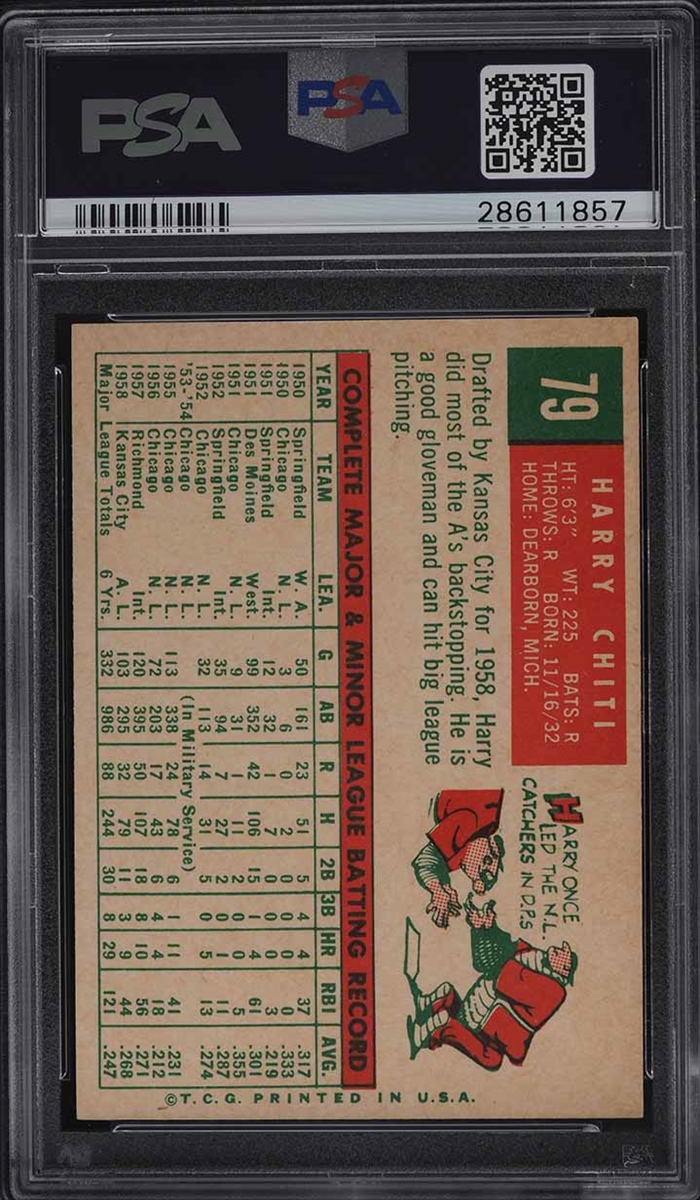 PSA
PSA
28611857
79
HARRY CHITI
HT: 6'3" WT: 225 BATS: R
THROWS: R BORN: 11/16/32
HOME: DEARBORN, MICH.
Drafted by Kansas City for 1958, Harry
did most of the A's backstopping. He is
a good gloveman and can hit big league
pitching.
HARRY ONCE
LED THE N.L.
CATCHERS IN D.P.S
COMPLETE MAJOR & MINOR LEAGUE BATTING RECORD
YEAR TEAM LEA. G AB R H 2B 3B HR RBI AVG.
1950 Springfield W. A. 50 161 23 51 5 4 4 37 .317
1950 Chicago N. L. 3 6 0 2 0 0 0 0 .333
1951 Springfield Int. 12 32 1 7 0 0 0 3 .219
1951 Des Moines West. 99 352 42 106 15 1 4 61 .301
1951 Chicago N. L. 9 31 1 11 2 0 0 5 .355
1952 Springfield Int. 35 94 7 27 2 0 1 11 .287
1952 Chicago N. L. 32 113 14 31 5 0 5 13 .274
'53-'54 Chicago N. L. (In Military Service)
1955 Chicago N. L. 113 338 24 78 6 1 11 41 .231
1956 Chicago N. L. 72 203 17 43 6 4 4 18 .212
1957 Richmond Int. 120 395 50 107 18 8 10 56 .271
1958 Kansas City A. L. 103 295 32 79 11 3 9 44 .268
Major League Totals 6 Yrs. 332 986 88 244 30 8 29 121 .247
©T.C.G. PRINTED IN U.S.A.